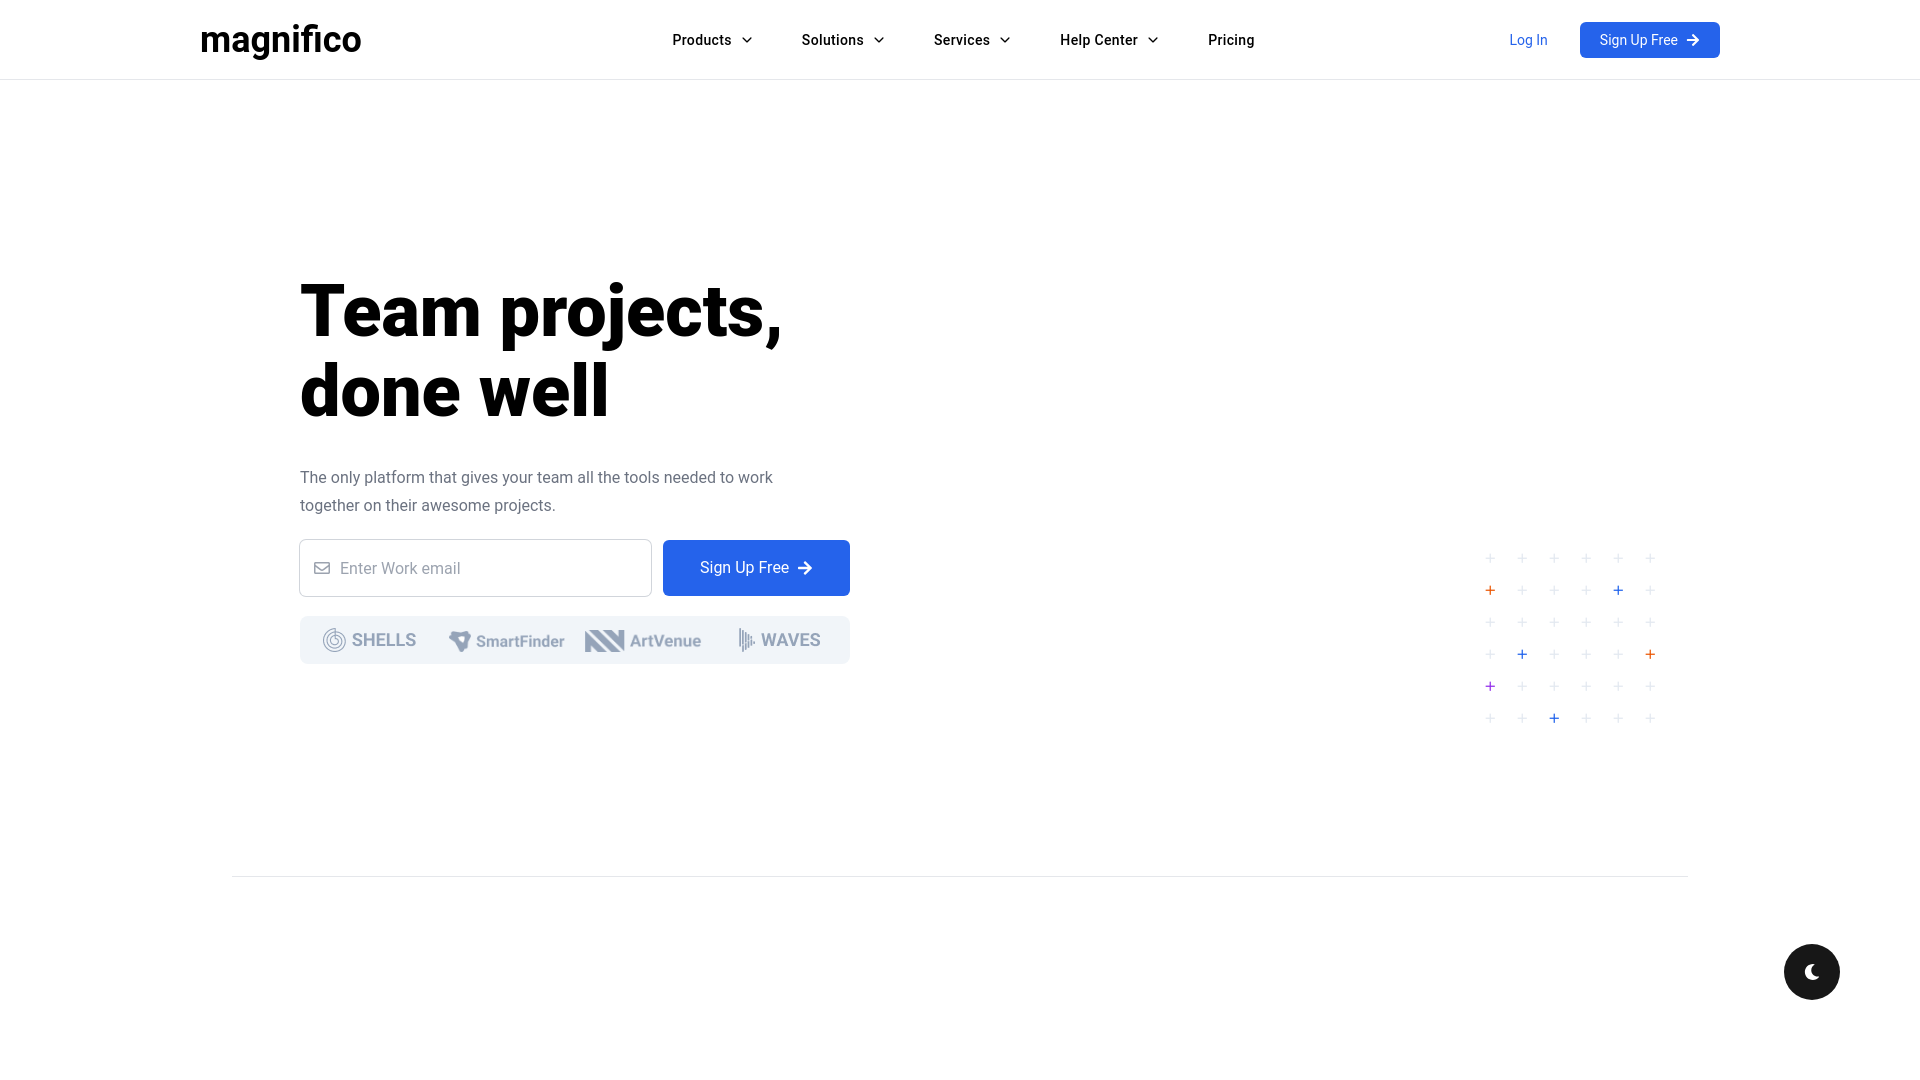 magnifico
Products
Solutions
Services
Help Center
Pricing
Log In
Sign Up Free
Team projects,
done well
The only platform that gives your team all the tools needed to work
together on their awesome projects.
Enter Work email
Sign Up Free
SHELLS
SmartFinder
ArtVenue
WAVES